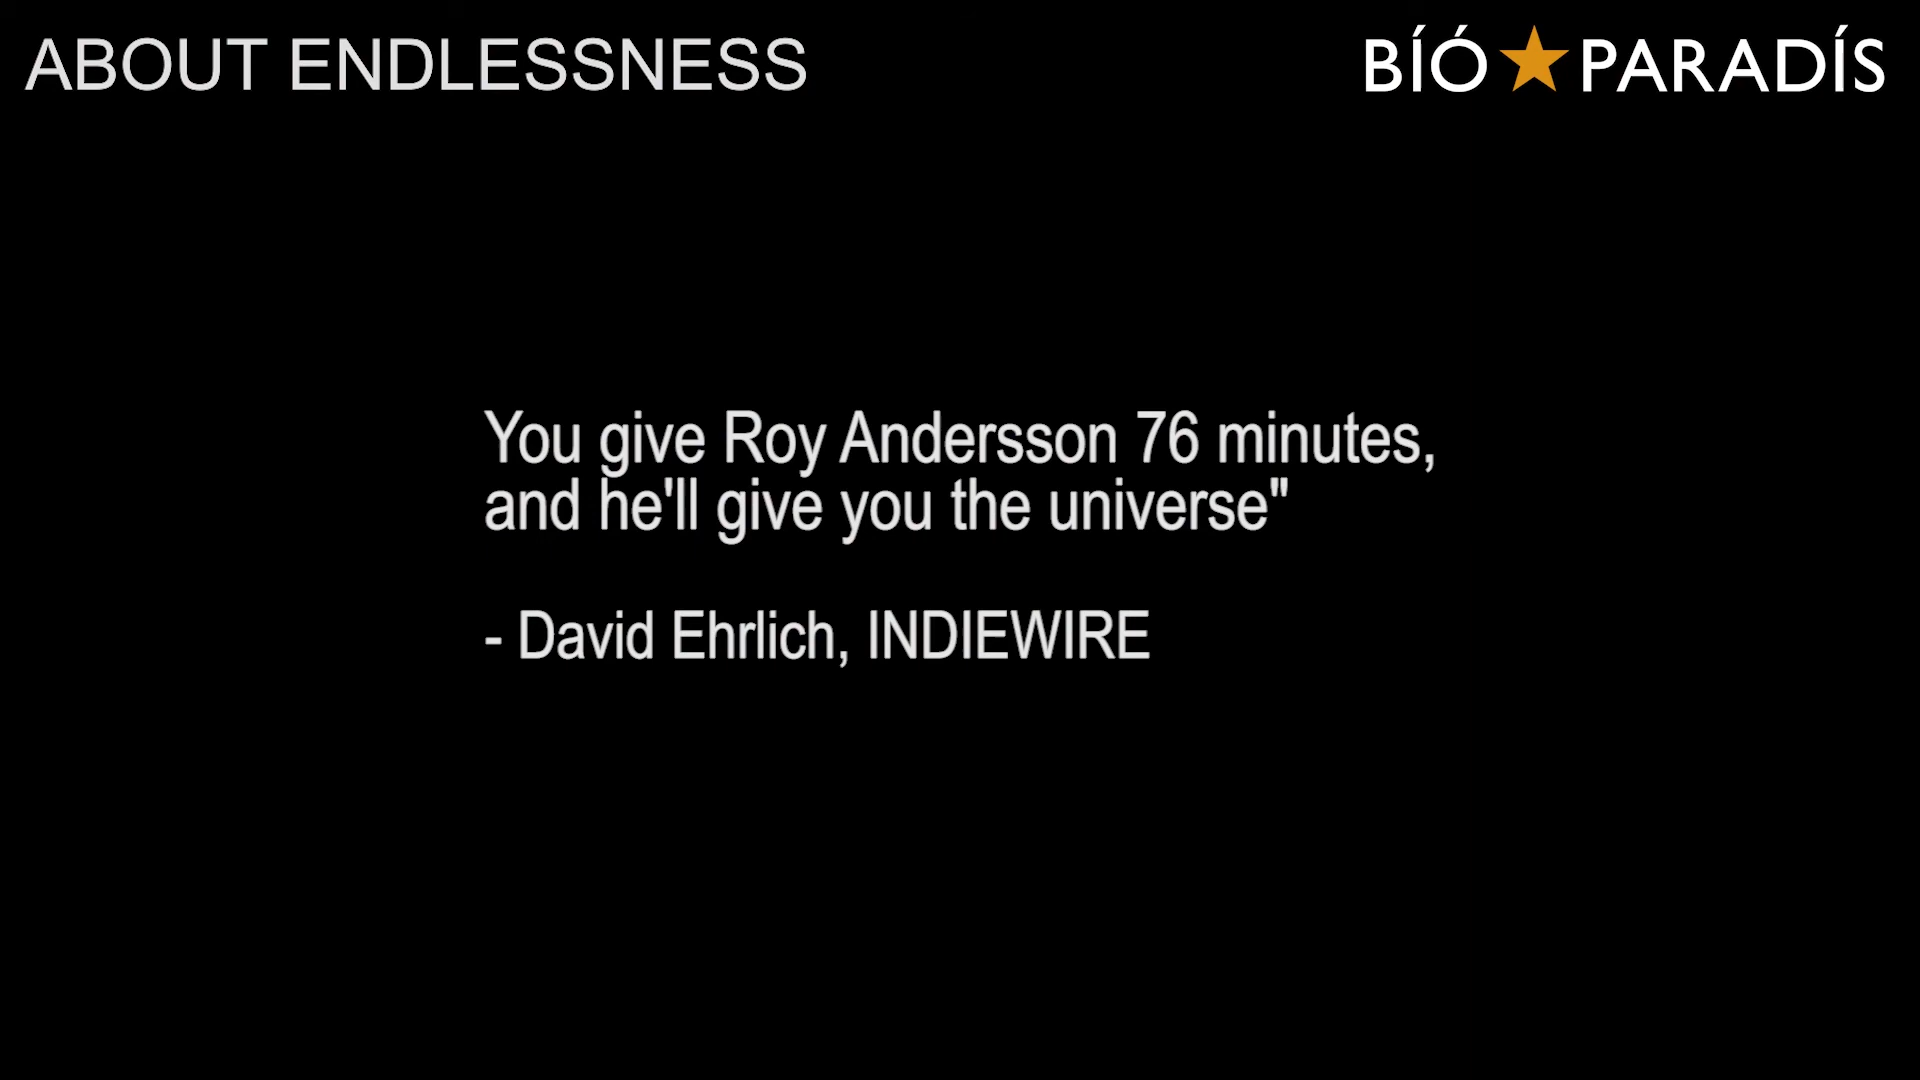 ABOUT ENDLESSNESS
BÍÓ PARADÍS
You give Roy Andersson 76 minutes,
and he'll give you the universe"
- David Ehrlich, INDIEWIRE